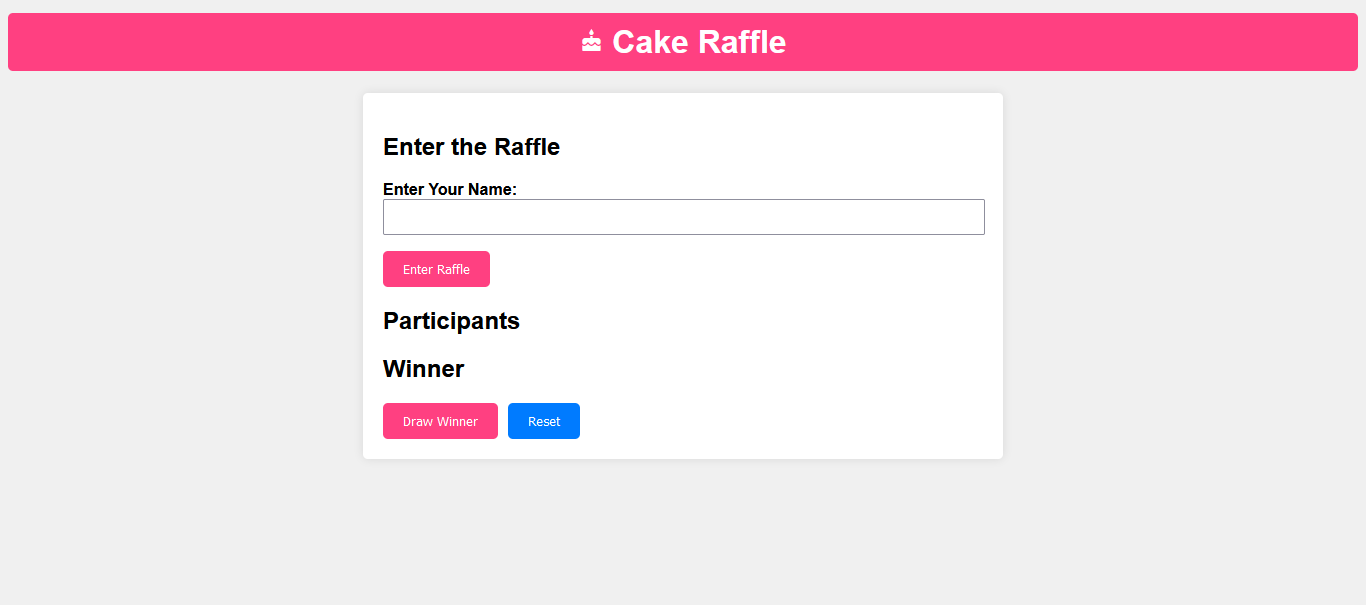 Cake Raffle
Enter the Raffle
Enter Your Name:
Enter Raffle
Participants
Winner
Draw Winner Reset